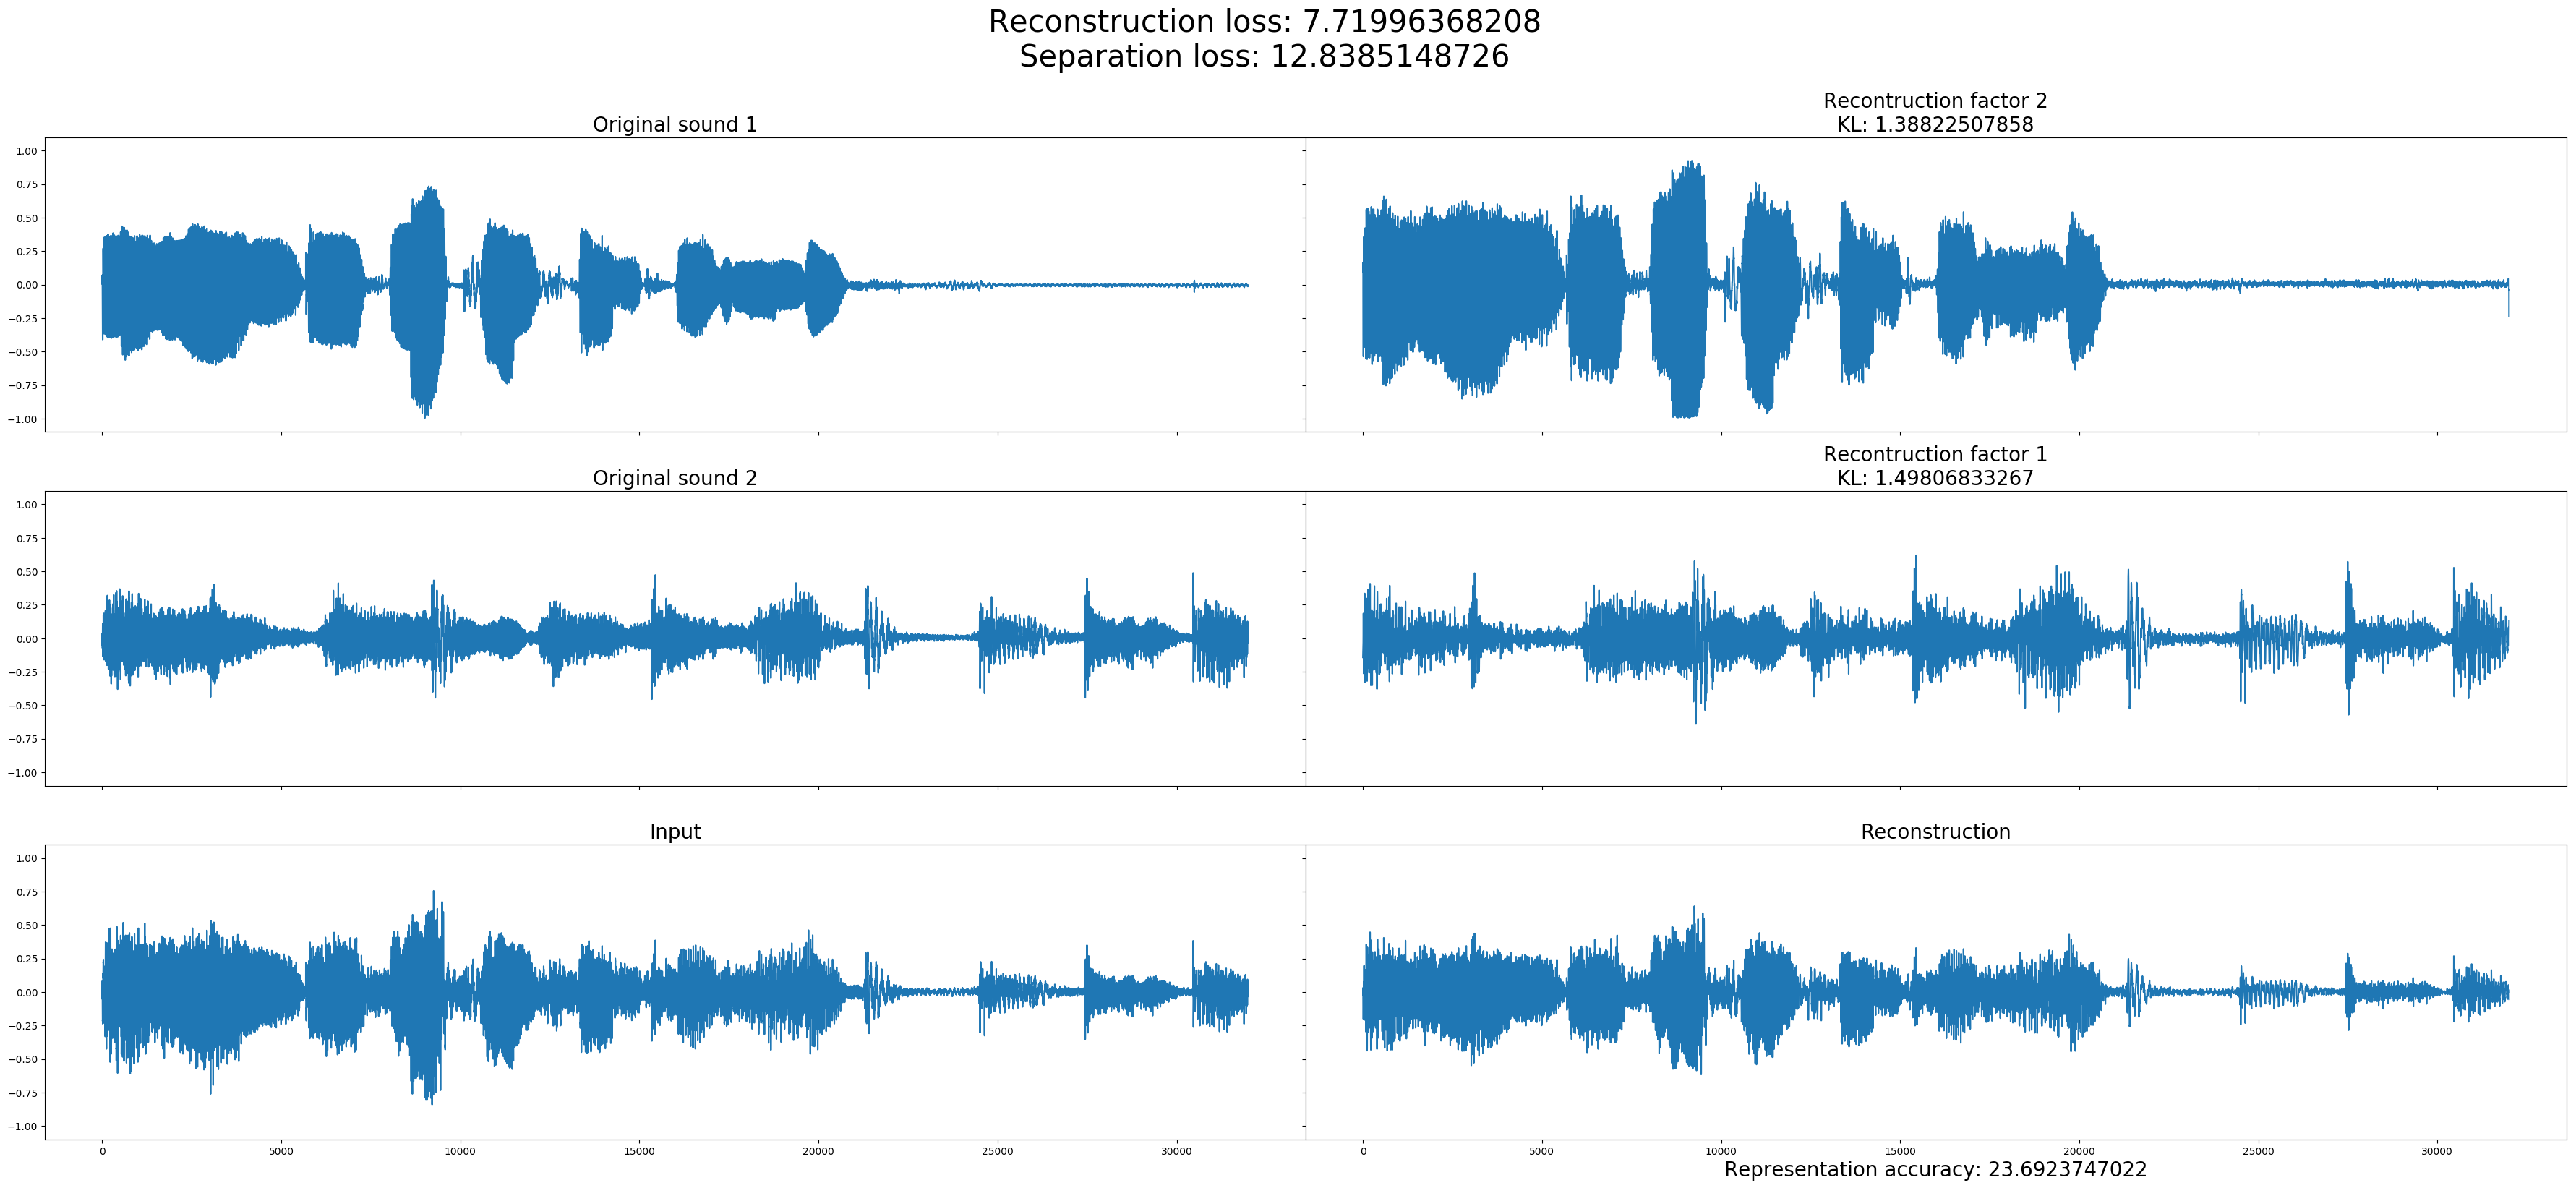 Reconstruction loss: 7.71996368208
Separation loss: 12.8385148726
Original sound 1
Recontruction factor 2
KL: 1.38822507858
1.00
0.75
0.50
0.25
0.00
−0.25
−0.50
−0.75
−1.00
Original sound 2
Recontruction factor 1
KL: 1.49806833267
1.00
0.75
0.50
0.25
0.00
−0.25
−0.50
−0.75
−1.00
Input
Reconstruction
1.00
0.75
0.50
0.25
0.00
−0.25
−0.50
−0.75
−1.00
0 5000 10000 15000 20000 25000 30000
0 5000 10000 15000 20000 25000 30000
Representation accuracy: 23.6923747022